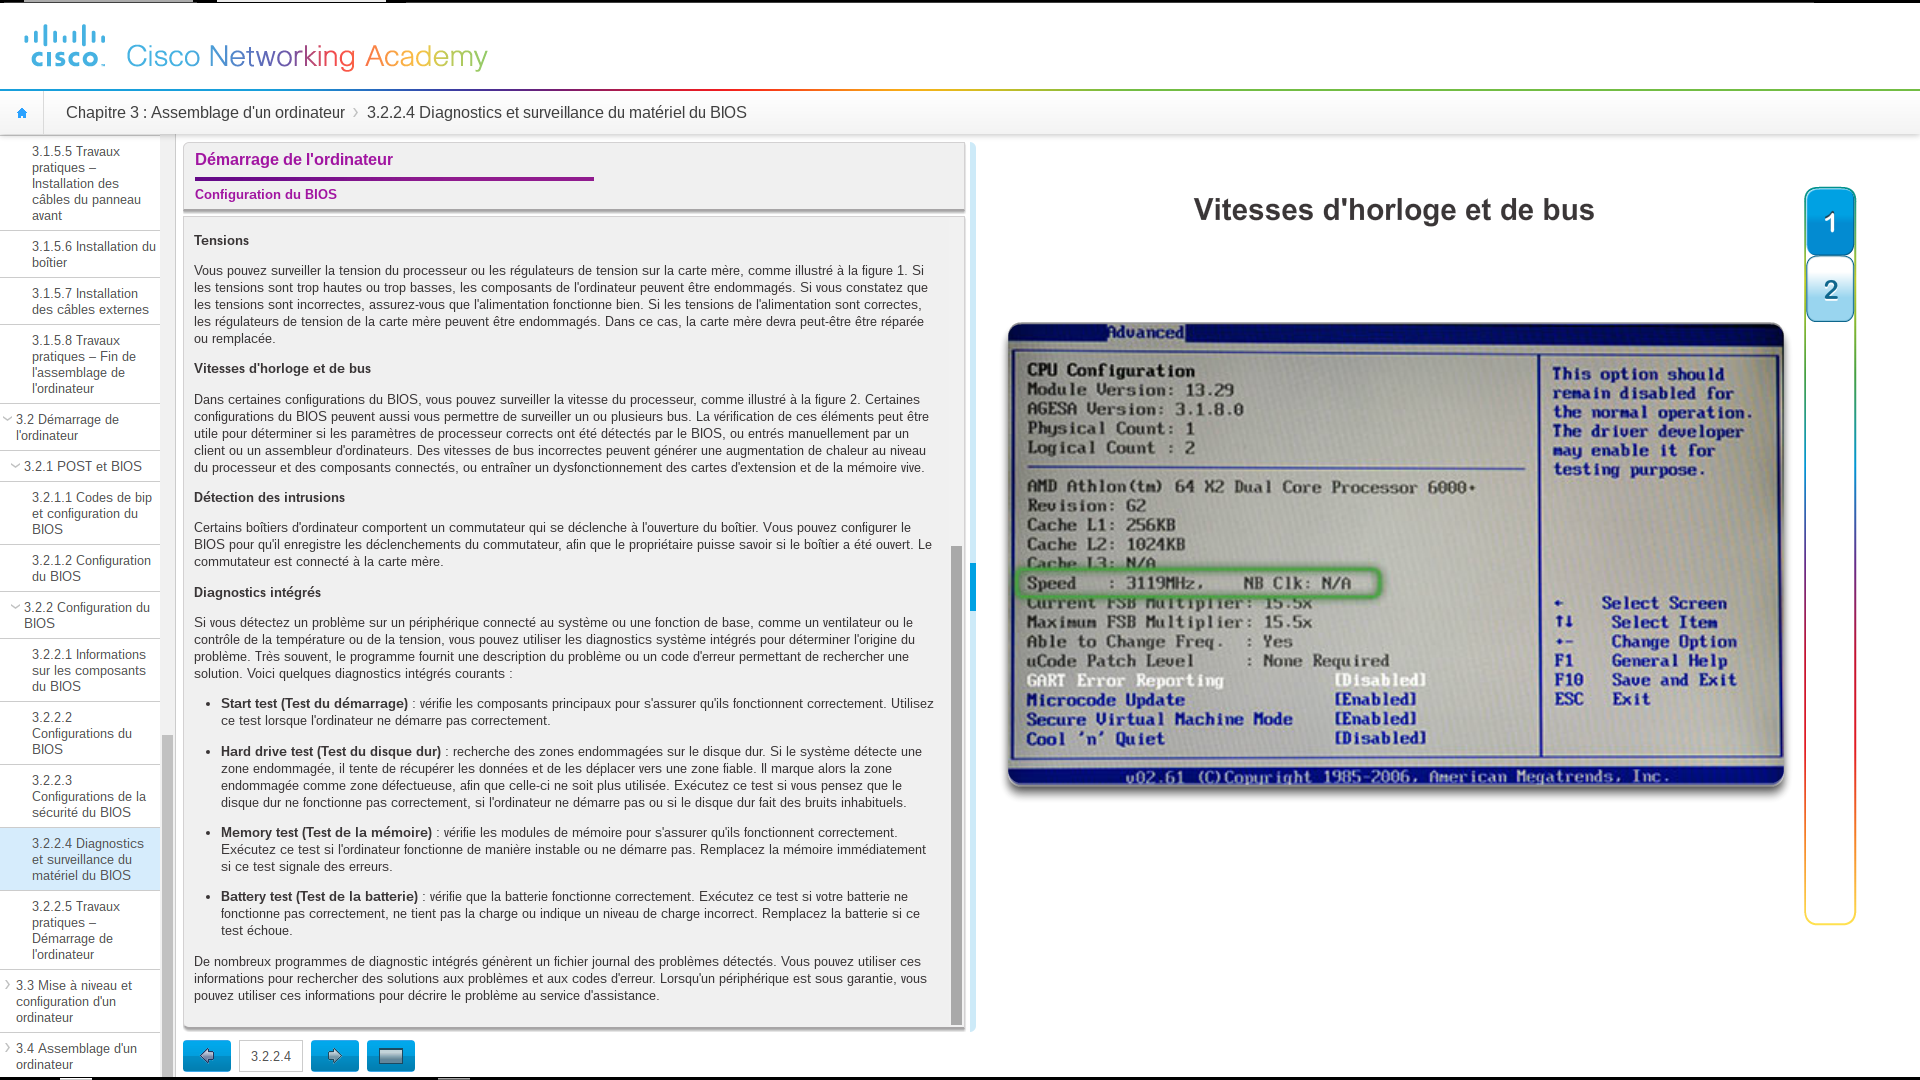 CISCO
Cisco Networking Academy
Chapitre 3 : Assemblage d'un ordinateur
3.2.2.4 Diagnostics et surveillance du matériel du BIOS
3.1.5.5 Travaux
pratiques –
Installation des
câbles du panneau
avant
3.1.5.6 Installation du
boîtier
3.1.5.7 Installation
des câbles externes
3.1.5.8 Travaux
pratiques – Fin de
l'assemblage de
l'ordinateur
3.2 Démarrage de
l'ordinateur
3.2.1 POST et BIOS
3.2.1.1 Codes de bip
et configuration du
BIOS
3.2.1.2 Configuration
du BIOS
3.2.2 Configuration du
BIOS
3.2.2.1 Informations
sur les composants
du BIOS
3.2.2.2
Configurations du
BIOS
3.2.2.3
Configurations de la
sécurité du BIOS
3.2.2.4 Diagnostics
et surveillance du
matériel du BIOS
3.2.2.5 Travaux
pratiques –
Démarrage de
l'ordinateur
3.3 Mise à niveau et
configuration d'un
ordinateur
3.4 Assemblage d'un
ordinateur
Démarrage de l'ordinateur
Configuration du BIOS
Tensions
Vous pouvez surveiller la tension du processeur ou les régulateurs de tension sur la carte mère, comme illustré à la figure 1. Si
les tensions sont trop hautes ou trop basses, les composants de l'ordinateur peuvent être endommagés. Si vous constatez que
les tensions sont incorrectes, assurez-vous que l'alimentation fonctionne bien. Si les tensions de l'alimentation sont correctes,
les régulateurs de tension de la carte mère peuvent être endommagés. Dans ce cas, la carte mère devra peut-être être réparée
ou remplacée.
Vitesses d'horloge et de bus
Dans certaines configurations du BIOS, vous pouvez surveiller la vitesse du processeur, comme illustré à la figure 2. Certaines
configurations du BIOS peuvent aussi vous permettre de surveiller un ou plusieurs bus. La vérification de ces éléments peut être
utile pour déterminer si les paramètres de processeur corrects ont été détectés par le BIOS, ou entrés manuellement par un
client ou un assembleur d'ordinateurs. Des vitesses de bus incorrectes peuvent générer une augmentation de chaleur au niveau
du processeur et des composants connectés, ou entraîner un dysfonctionnement des cartes d'extension et de la mémoire vive.
Détection des intrusions
Certains boîtiers d'ordinateur comportent un commutateur qui se déclenche à l'ouverture du boîtier. Vous pouvez configurer le
BIOS pour qu'il enregistre les déclenchements du commutateur, afin que le propriétaire puisse savoir si le boîtier a été ouvert. Le
commutateur est connecté à la carte mère.
Diagnostics intégrés
Si vous détectez un problème sur un périphérique connecté au système ou une fonction de base, comme un ventilateur ou le
contrôle de la température ou de la tension, vous pouvez utiliser les diagnostics système intégrés pour déterminer l'origine du
problème. Très souvent, le programme fournit une description du problème ou un code d'erreur permettant de rechercher une
solution. Voici quelques diagnostics intégrés courants :
• Start test (Test du démarrage) : vérifie les composants principaux pour s'assurer qu'ils fonctionnent correctement. Utilisez
ce test lorsque l'ordinateur ne démarre pas correctement.
• Hard drive test (Test du disque dur) : recherche des zones endommagées sur le disque dur. Si le système détecte une
zone endommagée, il tente de récupérer les données et de les déplacer vers une zone fiable. Il marque alors la zone
endommagée comme zone défectueuse, afin que celle-ci ne soit plus utilisée. Exécutez ce test si vous pensez que le
disque dur ne fonctionne pas correctement, si l'ordinateur ne démarre pas ou si le disque dur fait des bruits inhabituels.
• Memory test (Test de la mémoire) : vérifie les modules de mémoire pour s'assurer qu'ils fonctionnent correctement.
Exécutez ce test si l'ordinateur fonctionne de manière instable ou ne démarre pas. Remplacez la mémoire immédiatement
si ce test signale des erreurs.
• Battery test (Test de la batterie) : vérifie que la batterie fonctionne correctement. Exécutez ce test si votre batterie ne
fonctionne pas correctement, ne tient pas la charge ou indique un niveau de charge incorrect. Remplacez la batterie si ce
test échoue.
De nombreux programmes de diagnostic intégrés génèrent un fichier journal des problèmes détectés. Vous pouvez utiliser ces
informations pour rechercher des solutions aux problèmes et aux codes d'erreur. Lorsqu'un périphérique est sous garantie, vous
pouvez utiliser ces informations pour décrire le problème au service d'assistance.
3.2.2.4
Vitesses d'horloge et de bus
1
2
Advanced
CPU Configuration
Module Version: 13.29
AGESA Version: 3.1.8.0
Physical Count: 1
Logical Count : 2
AMD Athlon(tm) 64 X2 Dual Core Processor 6000+
Revision: G2
Cache L1: 256KB
Cache L2: 1024KB
Cache L3: N/A
Speed : 3119MHz, NB Clk: N/A
Current FSB Multiplier: 15.5x
Maximum FSB Multiplier: 15.5x
Able to Change Freq. : Yes
uCode Patch Level : None Required
GART Error Reporting [Disabled]
Microcode Update [Enabled]
Secure Virtual Machine Mode [Enabled]
Cool 'n' Quiet [Disabled]
This option should
remain disabled for
the normal operation.
The driver developer
may enable it for
testing purpose.
← Select Screen
↑↓ Select Item
+- Change Option
F1 General Help
F10 Save and Exit
ESC Exit
v02.61 (C)Copyright 1985-2006, American Megatrends, Inc.